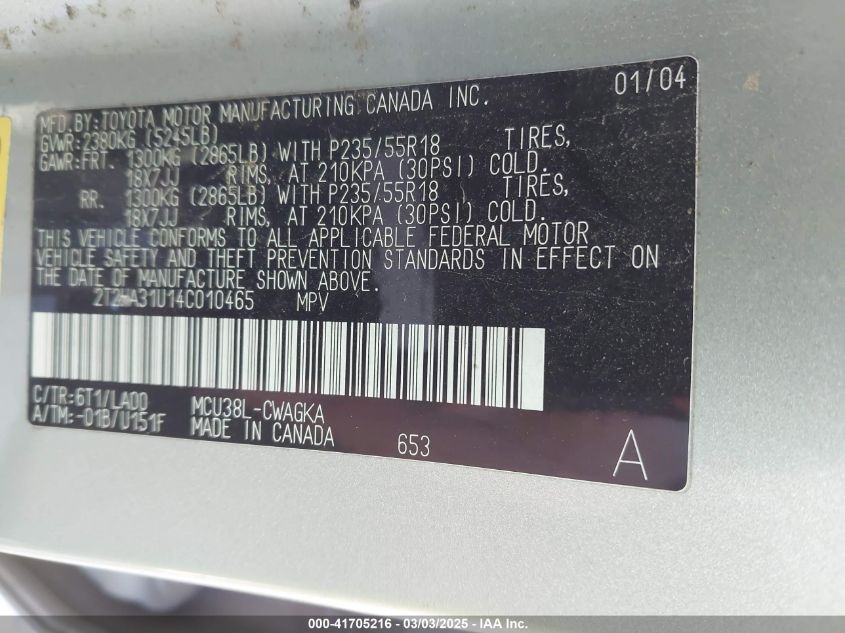 01/04
MFD.BY:TOYOTA MOTOR MANUFACTURING CANADA INC.
GVWR:2380KG (5245LB)
GAWR:FRT. 1300KG (2865LB) WITH P235/55R18 TIRES,
18X7JJ RIMS, AT 210KPA (30PSI) COLD.
RR. 1300KG (2865LB) WITH P235/55R18 TIRES,
18X7JJ RIMS, AT 210KPA (30PSI) COLD.
THIS VEHICLE CONFORMS TO ALL APPLICABLE FEDERAL MOTOR
VEHICLE SAFETY AND THEFT PREVENTION STANDARDS IN EFFECT ON
THE DATE OF MANUFACTURE SHOWN ABOVE.
2T2HA31U14C010465 MPV
C/TR:6T1/LA00 MCU38L-CWAGKA
A/TM:-01B/U151F MADE IN CANADA
653
A
000-41705216 - 03/03/2025 - IAA Inc.